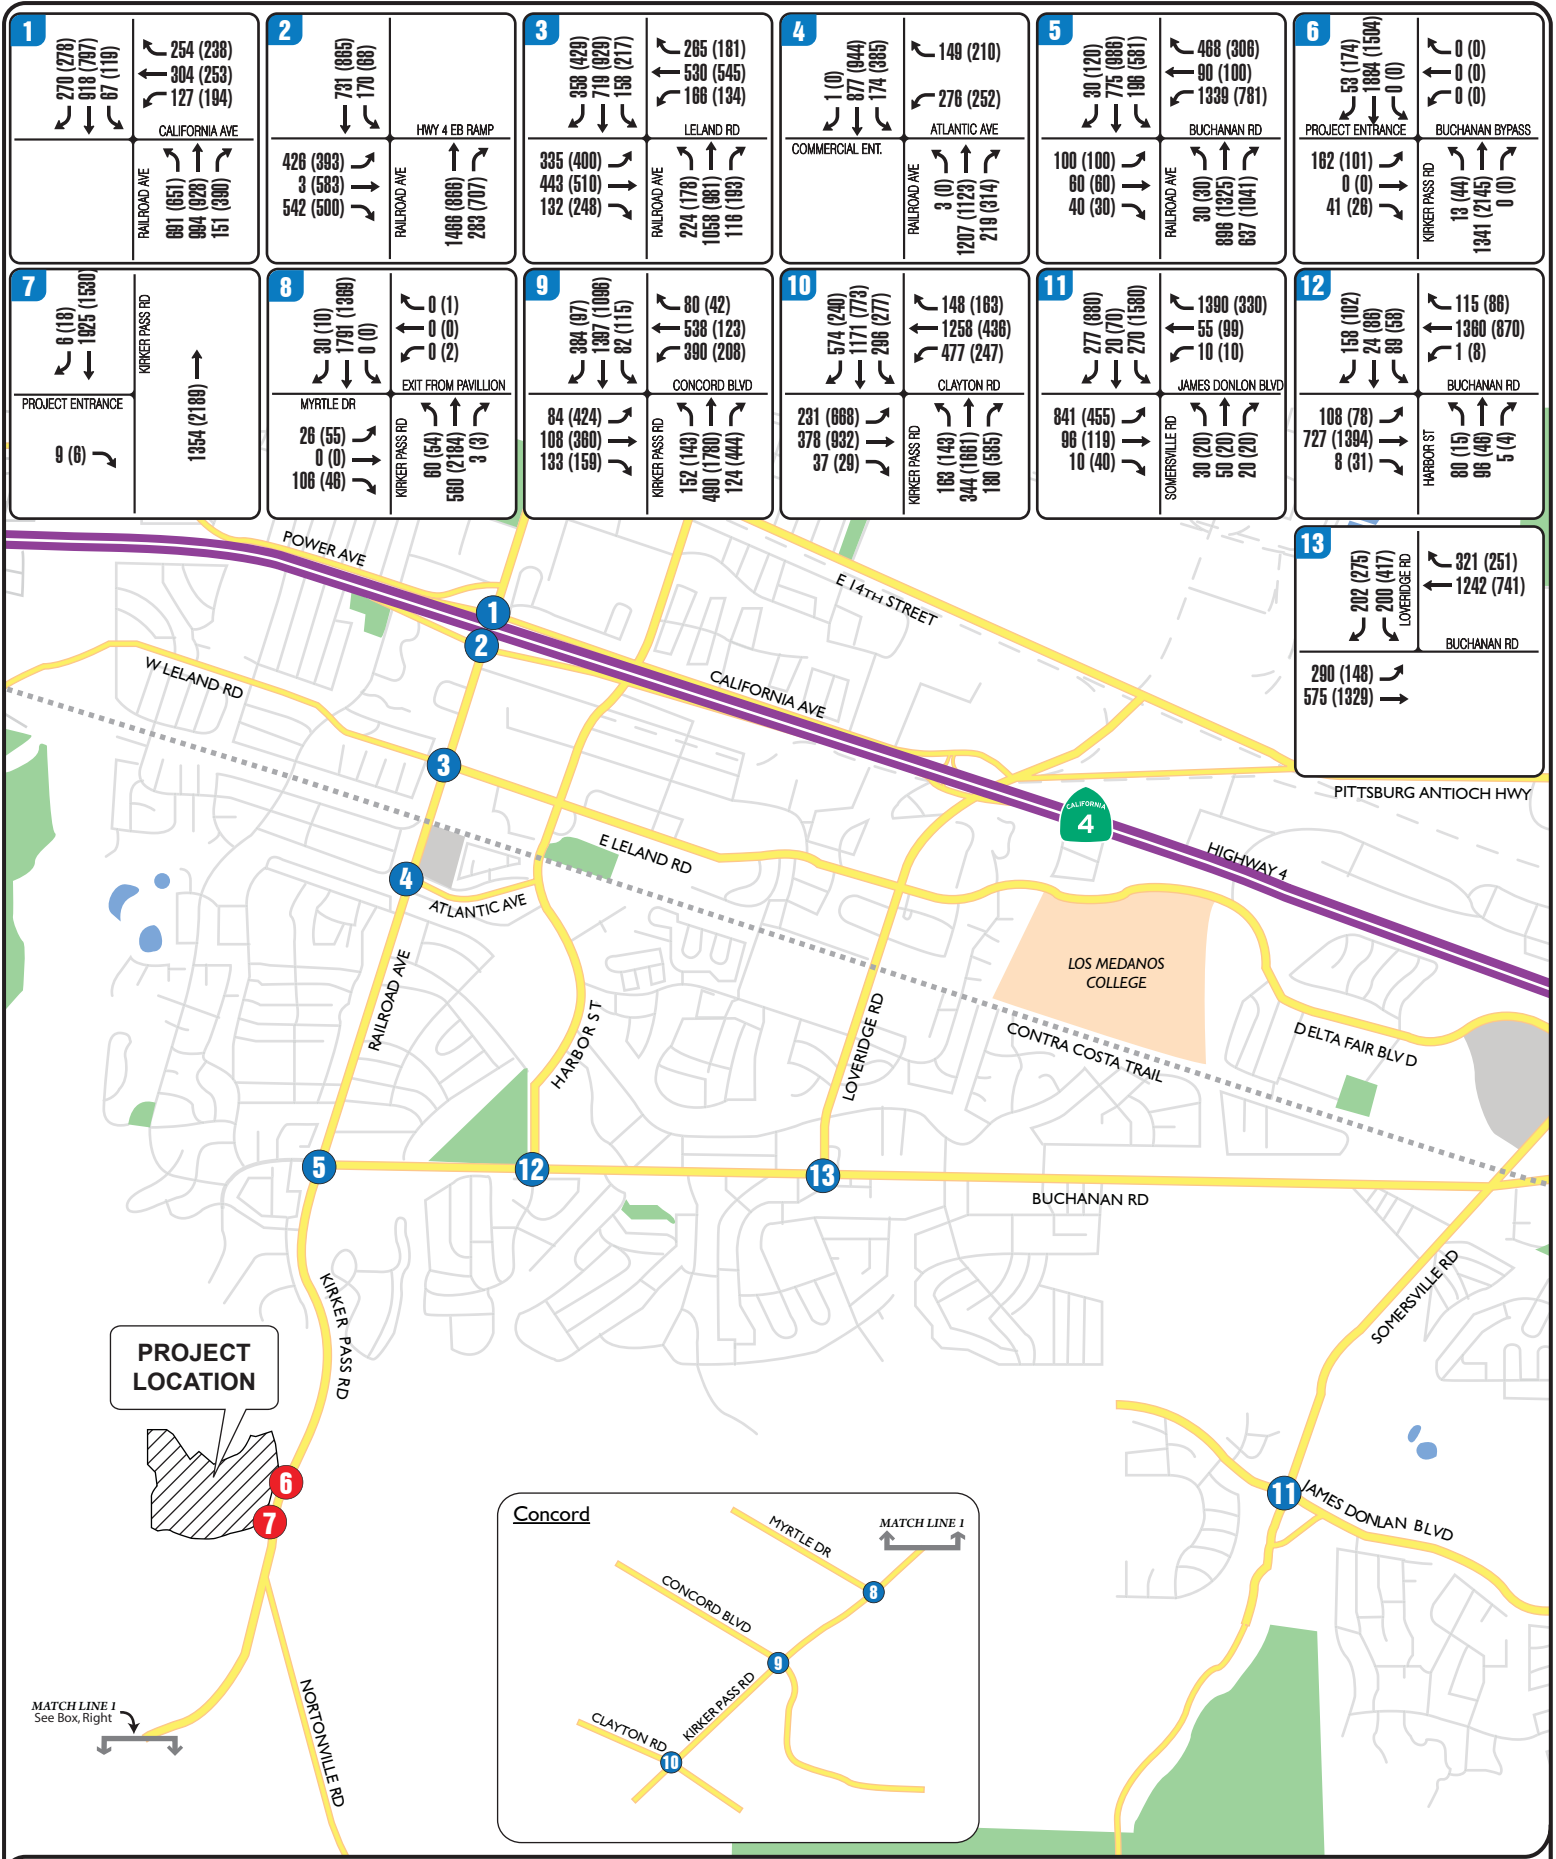 1
270 (278)
918 (797)
67 (119)
254 (238)
304 (253)
127 (194)
CALIFORNIA AVE
RAILROAD AVE
691 (651)
994 (928)
151 (390)
2
731 (865)
170 (68)
HWY 4 EB RAMP
426 (393)
3 (583)
542 (500)
RAILROAD AVE
1466 (866)
283 (707)
3
358 (429)
719 (929)
158 (217)
265 (181)
530 (545)
166 (134)
LELAND RD
335 (400)
443 (510)
132 (248)
RAILROAD AVE
224 (178)
1058 (981)
116 (193)
4
1 (0)
877 (944)
174 (385)
149 (210)
276 (252)
ATLANTIC AVE
COMMERCIAL ENT.
RAILROAD AVE
3 (0)
1207 (1123)
219 (314)
5
30 (120)
775 (986)
196 (581)
468 (306)
90 (100)
1339 (781)
BUCHANAN RD
100 (100)
60 (60)
40 (30)
RAILROAD AVE
30 (30)
896 (1325)
637 (1041)
6
53 (174)
1884 (1504)
0 (0)
0 (0)
0 (0)
0 (0)
PROJECT ENTRANCE
BUCHANAN BYPASS
162 (101)
0 (0)
41 (26)
KIRKER PASS RD
13 (44)
1341 (2145)
0 (0)
7
6 (18)
1925 (1530)
KIRKER PASS RD
PROJECT ENTRANCE
9 (6)
1354 (2189)
8
30 (10)
1791 (1369)
0 (0)
0 (1)
0 (0)
0 (2)
EXIT FROM PAVILLION
MYRTLE DR
26 (55)
0 (0)
106 (46)
KIRKER PASS RD
60 (54)
560 (2184)
3 (3)
9
384 (97)
1397 (1086)
82 (115)
80 (42)
538 (123)
390 (208)
CONCORD BLVD
84 (424)
108 (360)
133 (159)
KIRKER PASS RD
152 (143)
490 (1780)
124 (444)
10
574 (240)
1171 (773)
296 (277)
148 (163)
1258 (436)
477 (247)
CLAYTON RD
231 (668)
378 (932)
37 (29)
KIRKER PASS RD
163 (143)
344 (1661)
180 (585)
11
277 (880)
20 (70)
270 (1580)
1390 (330)
55 (99)
10 (10)
JAMES DONLON BLVD
841 (455)
96 (119)
10 (40)
SOMERSVILLE RD
30 (20)
50 (20)
20 (20)
12
158 (102)
24 (86)
89 (58)
115 (86)
1360 (870)
1 (8)
BUCHANAN RD
108 (78)
727 (1394)
8 (31)
HARBOR ST
80 (15)
96 (46)
5 (4)
13
202 (275)
200 (417)
LOVERIDGE RD
321 (251)
1242 (741)
BUCHANAN RD
290 (148)
575 (1329)
POWER AVE
E 14TH STREET
1
2
W LELAND RD
CALIFORNIA AVE
3
PITTSBURG ANTIOCH HWY
CALIFORNIA
4
E LELAND RD
HIGHWAY 4
4
ATLANTIC AVE
LOS MEDANOS
COLLEGE
RAILROAD AVE
HARBOR ST
LOVERIDGE RD
CONTRA COSTA TRAIL
DELTA FAIR BLVD
5
12
13
BUCHANAN RD
SOMERSVILLE RD
KIRKER PASS RD
PROJECT
LOCATION
6
7
11
JAMES DONLAN BLVD
Concord
MYRTLE DR
MATCH LINE 1
8
CONCORD BLVD
9
KIRKER PASS RD
CLAYTON RD
10
NORTONVILLE RD
MATCH LINE 1
See Box, Right